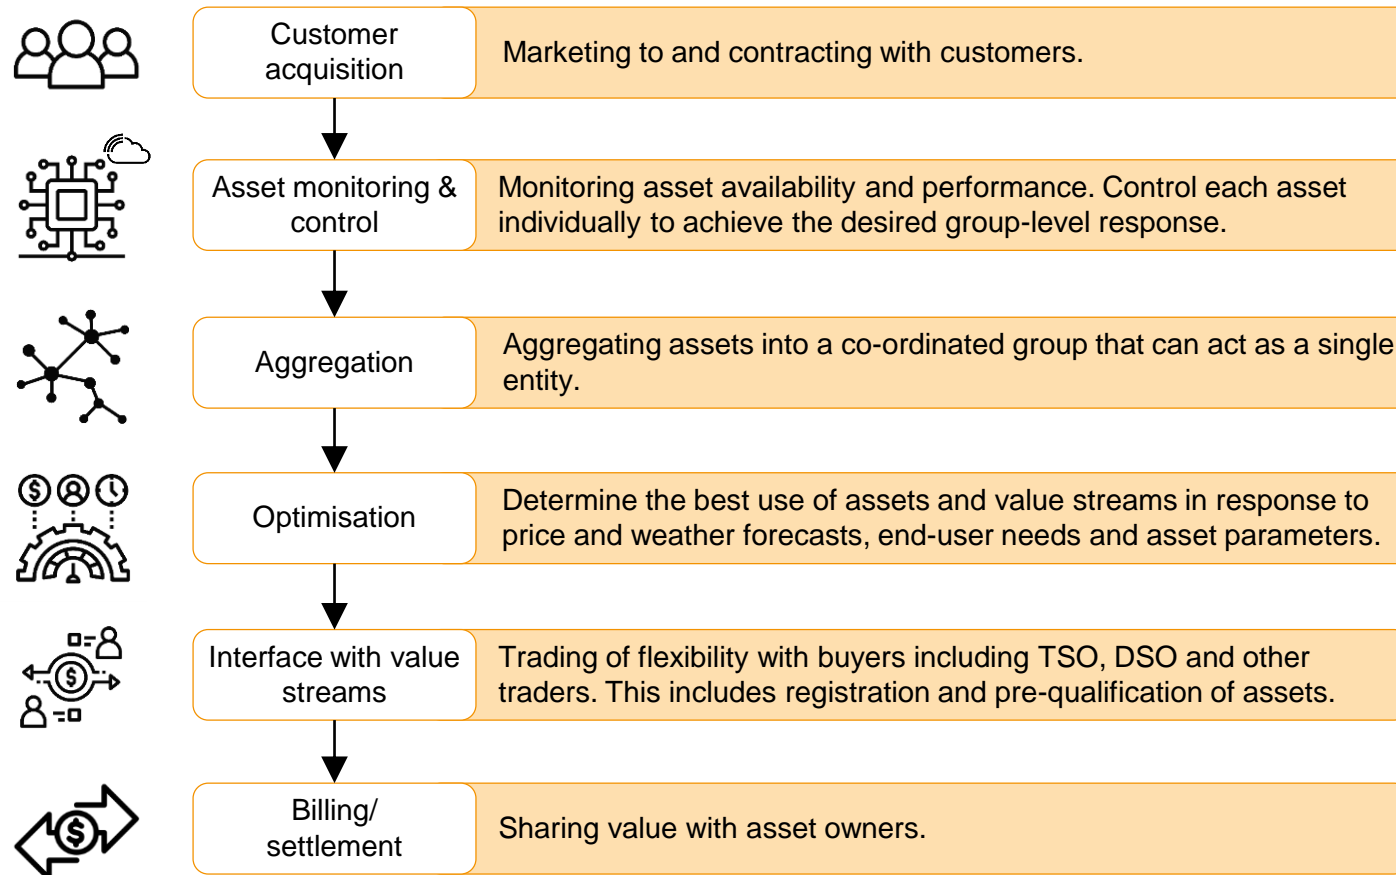 Customer
acquisition
Marketing to and contracting with customers.
Asset monitoring &
control
Monitoring asset availability and performance. Control each asset
individually to achieve the desired group-level response.
Aggregation
Aggregating assets into a co-ordinated group that can act as a single
entity.
$
Optimisation
Determine the best use of assets and value streams in response to
price and weather forecasts, end-user needs and asset parameters.
$
Interface with value
streams
Trading of flexibility with buyers including TSO, DSO and other
traders. This includes registration and pre-qualification of assets.
$
Billing/
settlement
Sharing value with asset owners.